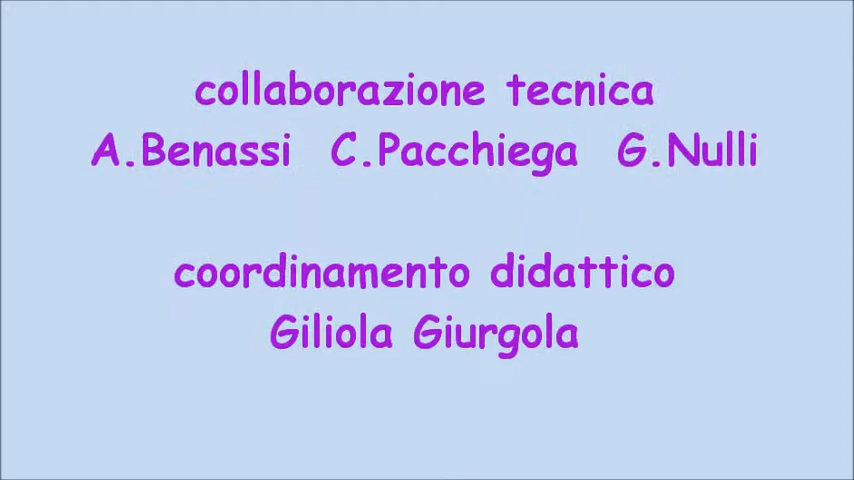 collaborazione tecnica
A.Benassi C.Pacchiega G.Nulli
coordinamento didattico
Giliola Giurgola